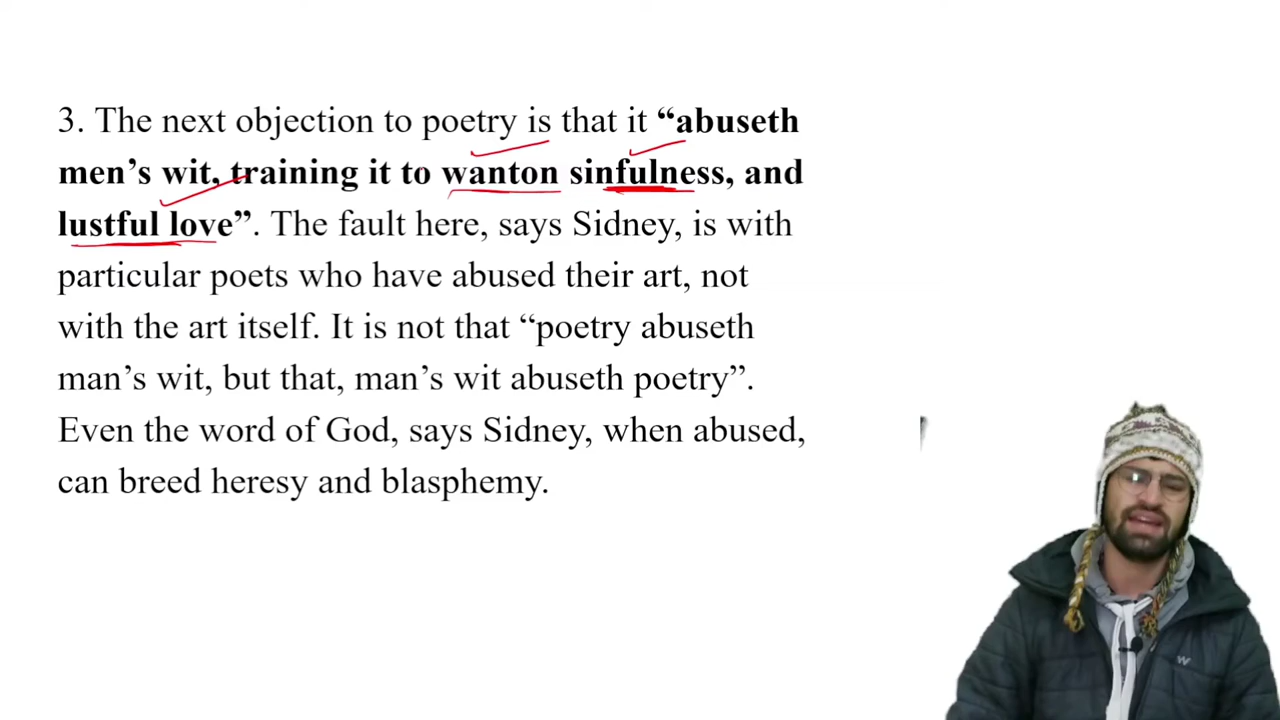 3. The next objection to poetry is that it “abuseth
men’s wit, training it to wanton sinfulness, and
lustful love”. The fault here, says Sidney, is with
particular poets who have abused their art, not
with the art itself. It is not that “poetry abuseth
man’s wit, but that, man’s wit abuseth poetry”.
Even the word of God, says Sidney, when abused,
can breed heresy and blasphemy.